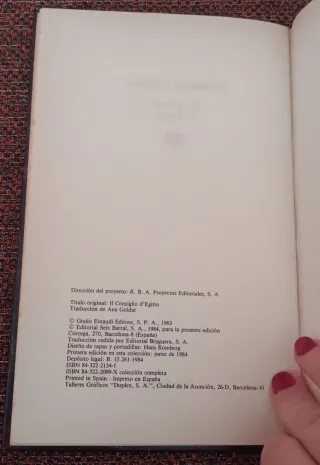 Dirección del proyecto: R. B. A. Proyectos Editoriales, S. A.
Título original: Il Consiglio d'Egitto
Traducción de Ana Goldar
© Giulio Einaudi Editore, S. P. A., 1963
© Editorial Seix Barral, S. A., 1984, para la presente edición
Córcega, 270, Barcelona-8 (España)
Traducción cedida por Editorial Bruguera, S. A.
Diseño de tapas y portadillas: Hans Romberg
Primera edición en esta colección: junio de 1984
Depósito legal: B. 15.261-1984
ISBN 84-322-2134-1
ISBN 84-322-2099-X colección completa
Printed in Spain - Impreso en España
Talleres Gráficos "Duplex, S. A.", Ciudad de la Asunción, 26-D, Barcelona-30